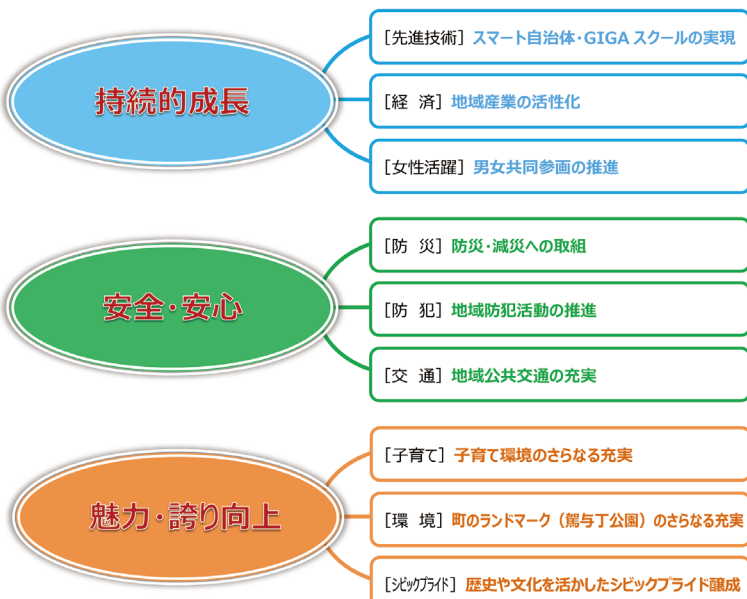 持続的成長
[先進技術] スマート自治体・GIGAスクールの実現
[経 済] 地域産業の活性化
[女性活躍] 男女共同参画の推進
安全・安心
[防 災] 防災・減災への取組
[防 犯] 地域防犯活動の推進
[交 通] 地域公共交通の充実
魅力・誇り向上
[子育て] 子育て環境のさらなる充実
[環 境] 町のランドマーク（駕与丁公園）のさらなる充実
[シビックプライド] 歴史や文化を活かしたシビックプライド醸成